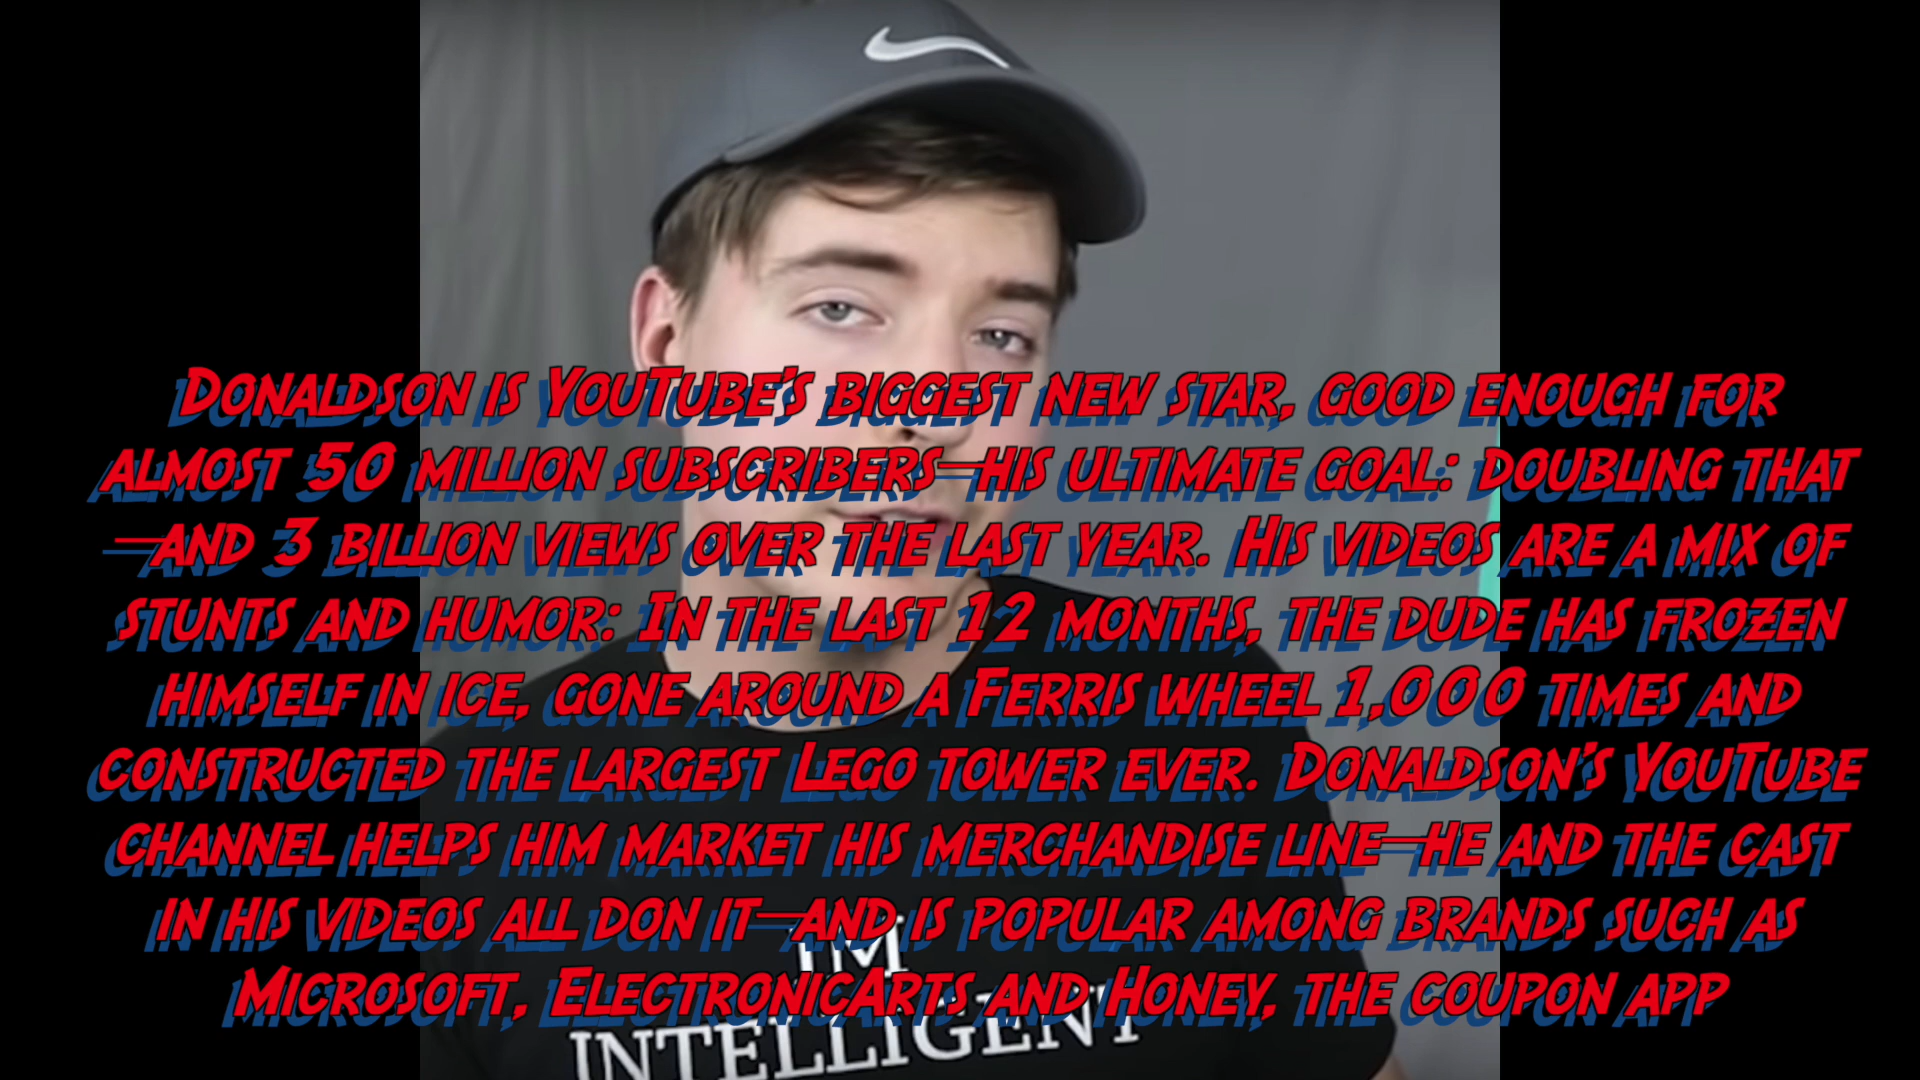 Donaldson is YouTube's biggest new star, good enough for
almost 50 million subscribers—his ultimate goal: doubling that
—and 3 billion views over the last year. His videos are a mix of
stunts and humor: In the last 12 months, the dude has frozen
himself in ice, gone around a Ferris wheel 1,000 times and
constructed the largest Lego tower ever. Donaldson's YouTube
channel helps him market his merchandise line—he and the cast
in his videos all don it—and is popular among brands such as
Microsoft, ElectronicArts and Honey, the coupon app
I'M
INTELLIGENT